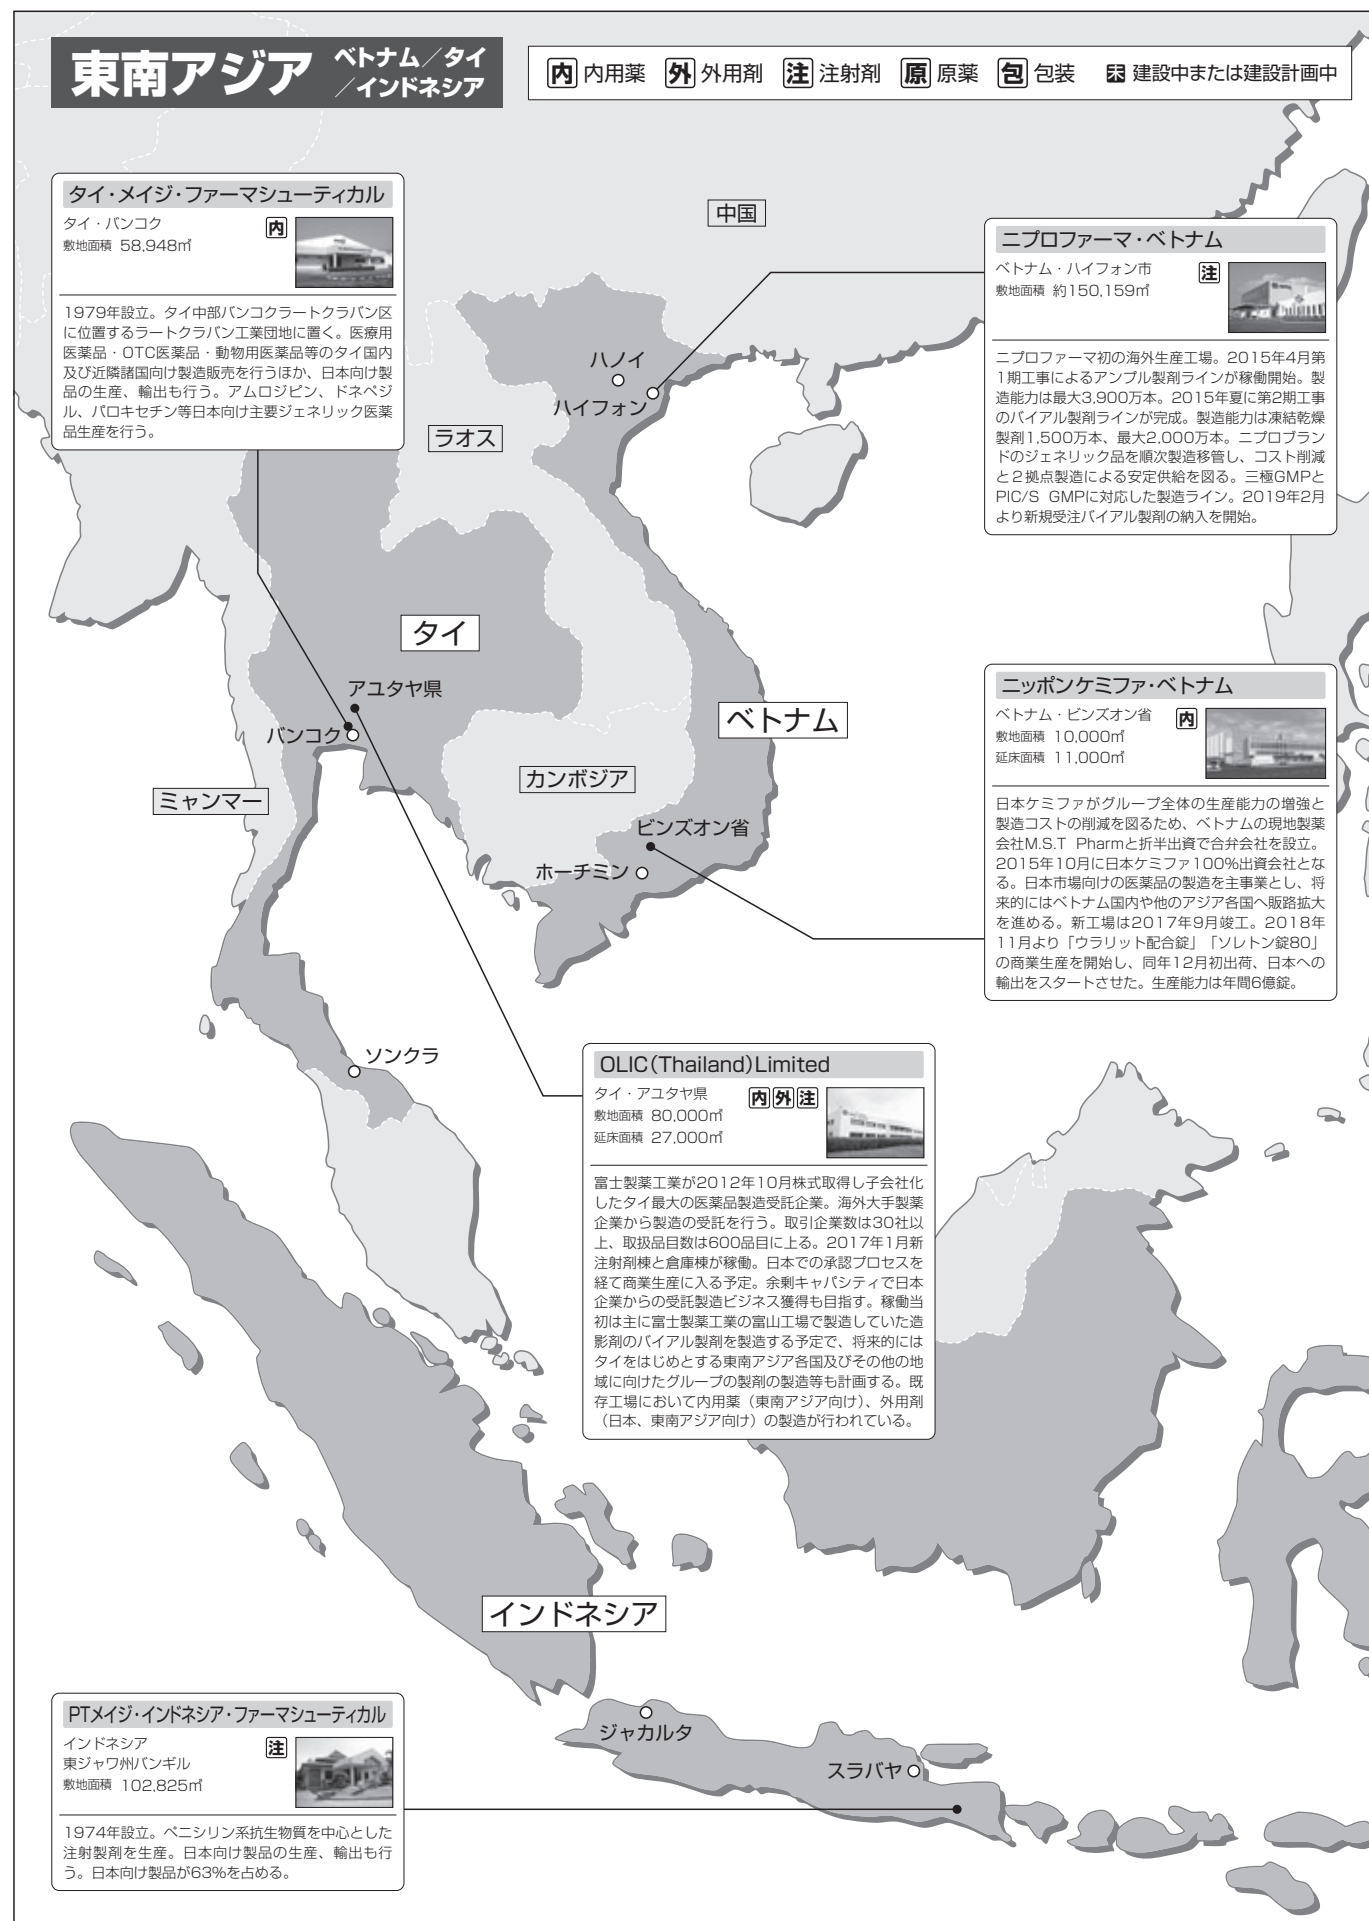 東南アジア ベトナム／タイ
／インドネシア
内 内用薬 外 外用剤 注 注射剤 原 原薬 包 包装 未 建設中または建設計画中
タイ・メイジ・ファーマシューティカル
タイ・バンコク 内
敷地面積 58,948㎡
1979年設立。タイ中部バンコクラートクラバン区
に位置するラートクラバン工業団地に置く。医療用
医薬品・OTC医薬品・動物用医薬品等のタイ国内
及び近隣諸国向け製造販売を行うほか、日本向け製
品の生産、輸出も行う。アムロジピン、ドネペジ
ル、パロキセチン等日本向け主要ジェネリック医薬
品生産を行う。
中国
ニプロファーマ・ベトナム
ベトナム・ハイフォン市 注
敷地面積 約150,159㎡
ニプロファーマ初の海外生産工場。2015年4月第
1期工事によるアンプル製剤ラインが稼働開始。製
造能力は最大3,900万本。2015年夏に第2期工事
のバイアル製剤ラインが完成。製造能力は凍結乾燥
製剤1,500万本、最大2,000万本。ニプロブラン
ドのジェネリック品を順次製造移管し、コスト削減
と2拠点製造による安定供給を図る。三極GMPと
PIC/S GMPに対応した製造ライン。2019年2月
より新規受注バイアル製剤の納入を開始。
ハノイ
ハイフォン
ラオス
タイ
アユタヤ県
バンコク
ベトナム
カンボジア
ミャンマー
ビンズオン省
ホーチミン
ニッポンケミファ・ベトナム
ベトナム・ビンズオン省 内
敷地面積 10,000㎡
延床面積 11,000㎡
日本ケミファがグループ全体の生産能力の増強と
製造コストの削減を図るため、ベトナムの現地製薬
会社M.S.T Pharmと折半出資で合弁会社を設立。
2015年10月に日本ケミファ100%出資会社とな
る。日本市場向けの医薬品の製造を主事業とし、将
来的にはベトナム国内や他のアジア各国へ販路拡大
を進める。新工場は2017年9月竣工。2018年
11月より「ウラリット配合錠」「ソレトン錠80」
の商業生産を開始し、同年12月初出荷、日本への
輸出をスタートさせた。生産能力は年間6億錠。
ソンクラ
OLIC(Thailand)Limited
タイ・アユタヤ県 内 外 注
敷地面積 80,000㎡
延床面積 27,000㎡
富士製薬工業が2012年10月株式取得し子会社化
したタイ最大の医薬品製造受託企業。海外大手製薬
企業から製造の受託を行う。取引企業数は30社以
上、取扱品目数は600品目に上る。2017年1月新
注射剤棟と倉庫棟が稼働。日本での承認プロセスを
経て商業生産に入る予定。余剰キャパシティで日本
企業からの受託製造ビジネス獲得も目指す。稼働当
初は主に富士製薬工業の富山工場で製造していた造
影剤のバイアル製剤を製造する予定で、将来的には
タイをはじめとする東南アジア各国及びその他の地
域に向けたグループの製剤の製造等も計画する。既
存工場において内用薬（東南アジア向け）、外用剤
（日本、東南アジア向け）の製造が行われている。
インドネシア
ジャカルタ
スラバヤ
PTメイジ・インドネシア・ファーマシューティカル
インドネシア 注
東ジャワ州バンギル
敷地面積 102,825㎡
1974年設立。ペニシリン系抗生物質を中心とした
注射製剤を生産。日本向け製品の生産、輸出も行
う。日本向け製品が63%を占める。